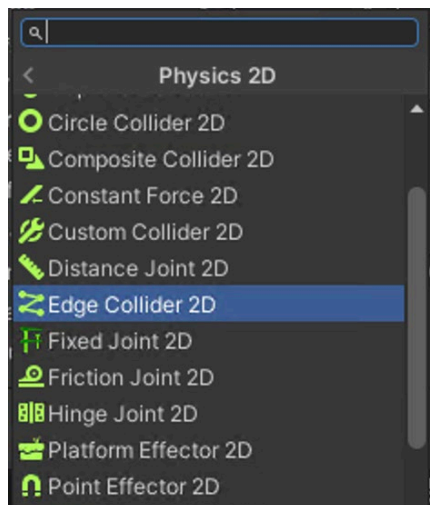 Physics 2D
Circle Collider 2D
Composite Collider 2D
Constant Force 2D
Custom Collider 2D
Distance Joint 2D
Edge Collider 2D
Fixed Joint 2D
Friction Joint 2D
Hinge Joint 2D
Platform Effector 2D
Point Effector 2D